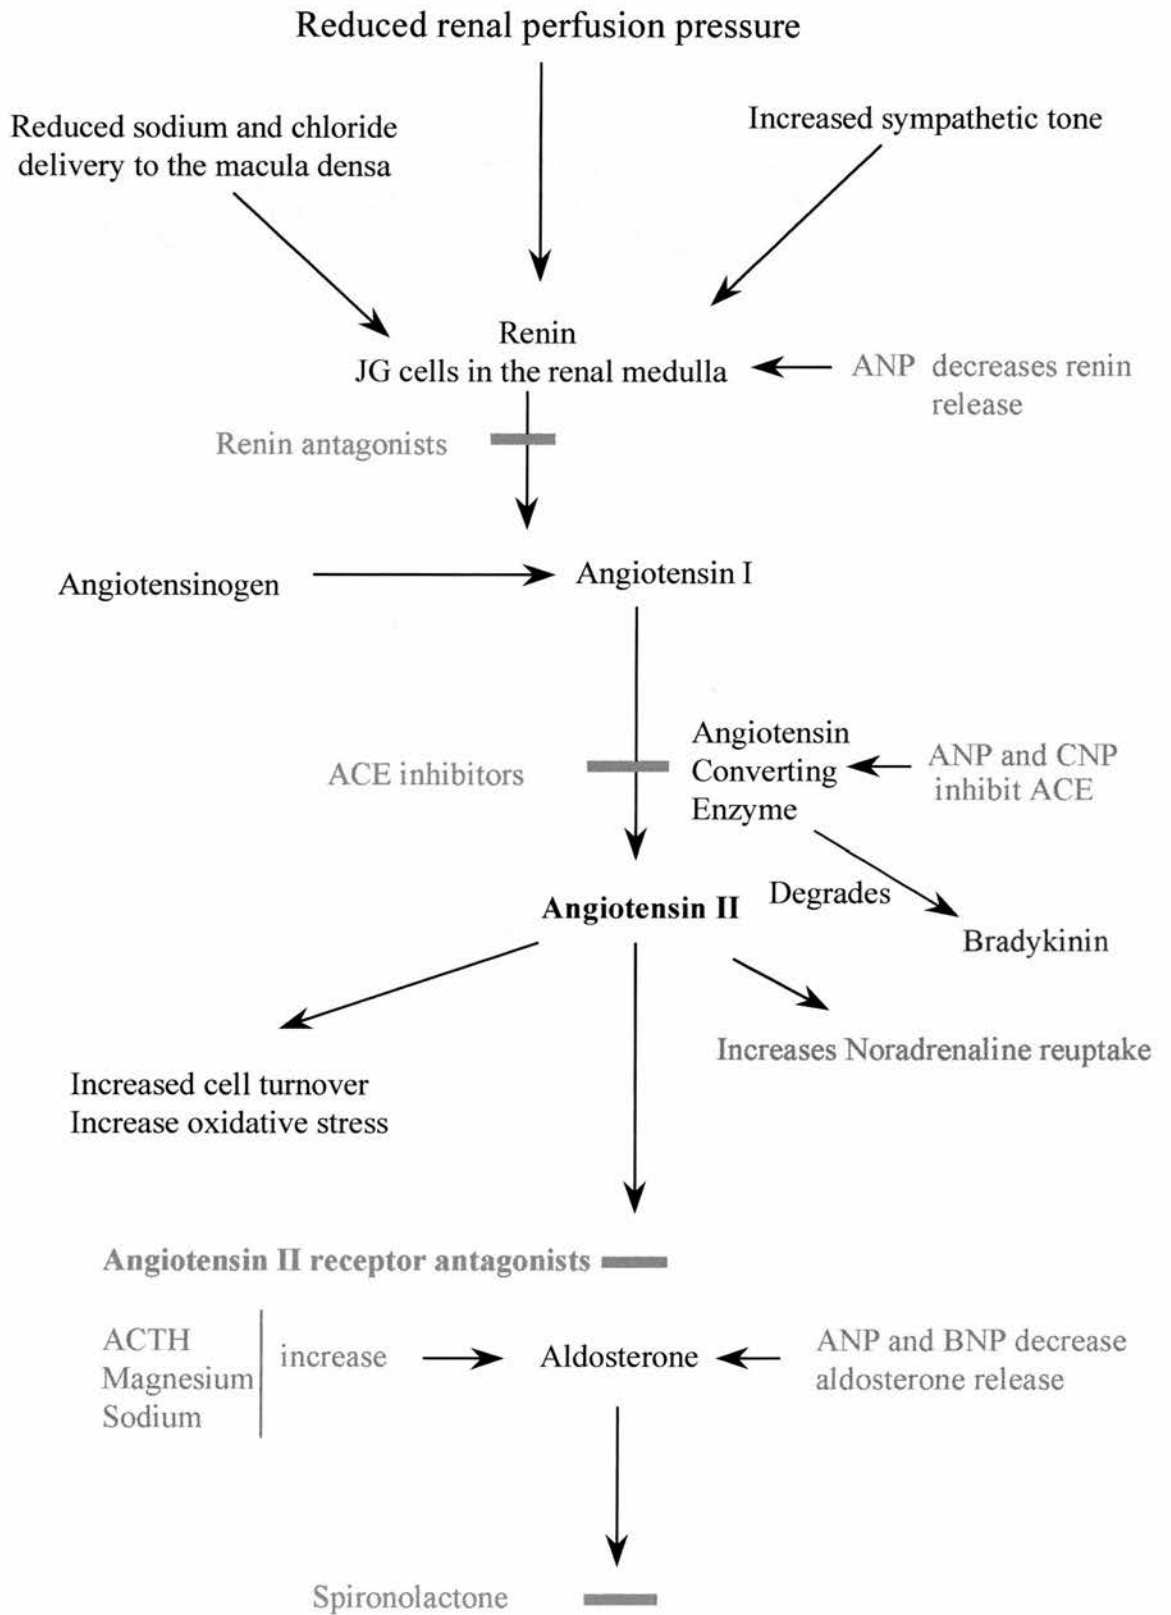 Reduced renal perfusion pressure
Reduced sodium and chloride
delivery to the macula densa
Increased sympathetic tone
Renin
JG cells in the renal medulla
ANP decreases renin
release
Renin antagonists
Angiotensinogen
Angiotensin I
ACE inhibitors
Angiotensin
Converting
Enzyme
ANP and CNP
inhibit ACE
Angiotensin II
Degrades
Bradykinin
Increases Noradrenaline reuptake
Increased cell turnover
Increase oxidative stress
Angiotensin II receptor antagonists
ACTH
Magnesium
Sodium
increase
Aldosterone
ANP and BNP decrease
aldosterone release
Spironolactone